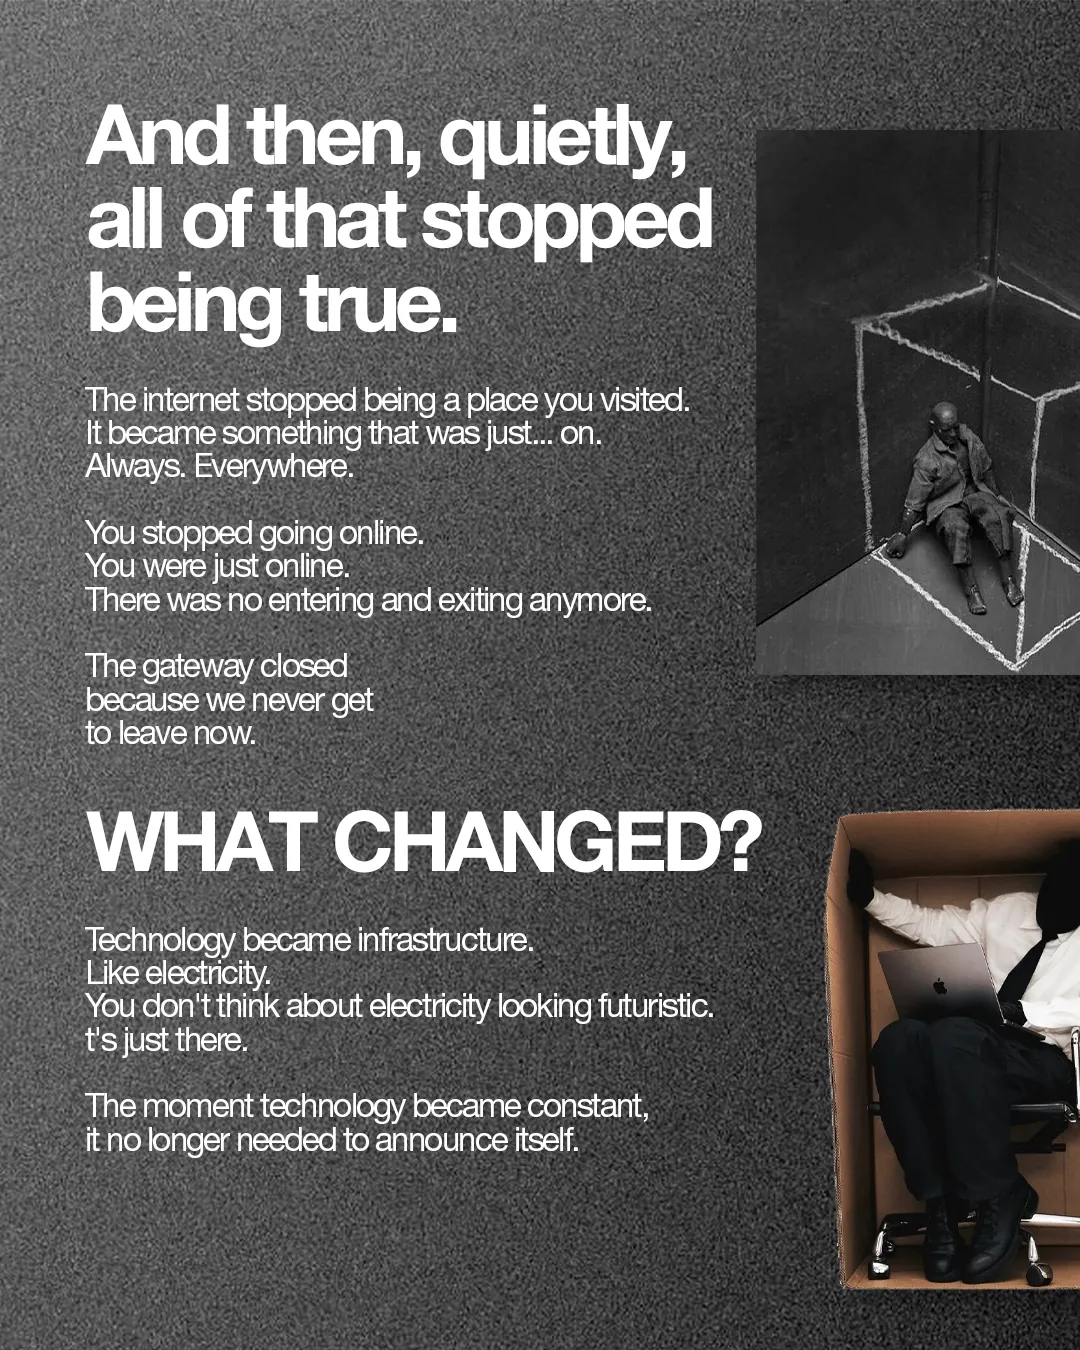 And then, quietly,
all of that stopped
being true.
The internet stopped being a place you visited.
It became something that was just... on.
Always. Everywhere.
You stopped going online.
You were just online.
There was no entering and exiting anymore.
The gateway closed
because we never get
to leave now.
WHAT CHANGED?
Technology became infrastructure.
Like electricity.
You don't think about electricity looking futuristic.
t's just there.
The moment technology became constant,
it no longer needed to announce itself.